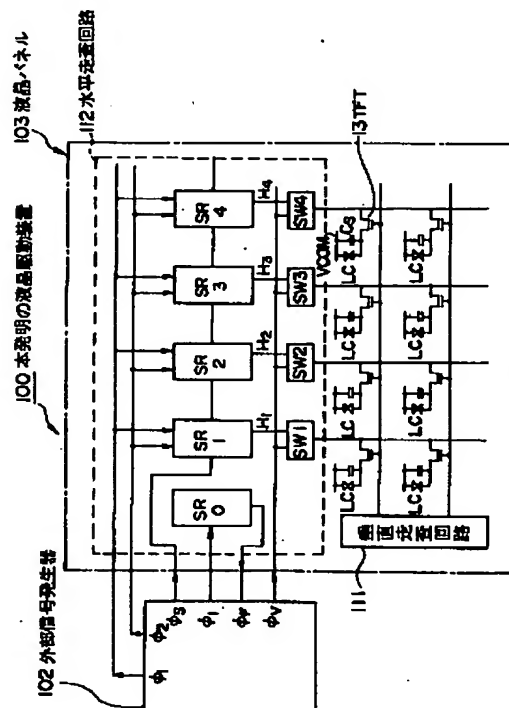 100 本発明の液晶駆動装置
103 液晶パネル
112 水平走査回路
102 外部信号発生器
φ1
φ2
φS
φI
φF
φV
SR 0
SR 1
SR 2
SR 3
SR 4
H1
H2
H3
H4
SW1
SW2
SW3
SW4
VCOM
LC
LC
LC
LC
Cs
13 TFT
LC
LC
LC
LC
垂直走査回路
111